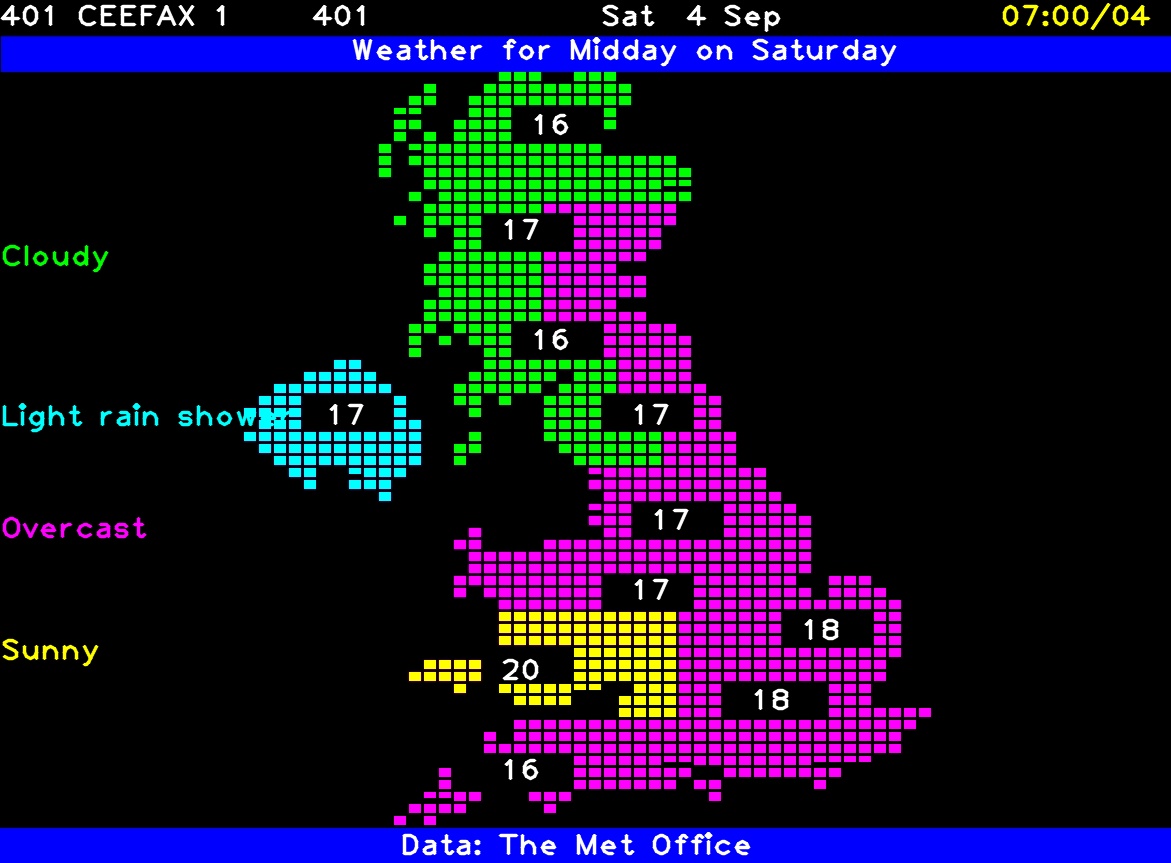 401 CEEFAX 1 401 Sat 4 Sep 07:00/04
Weather for Midday on Saturday
16
17
Cloudy
16
Light rain shower 17 17
17
Overcast
17
18
Sunny
20
18
16
Data: The Met Office